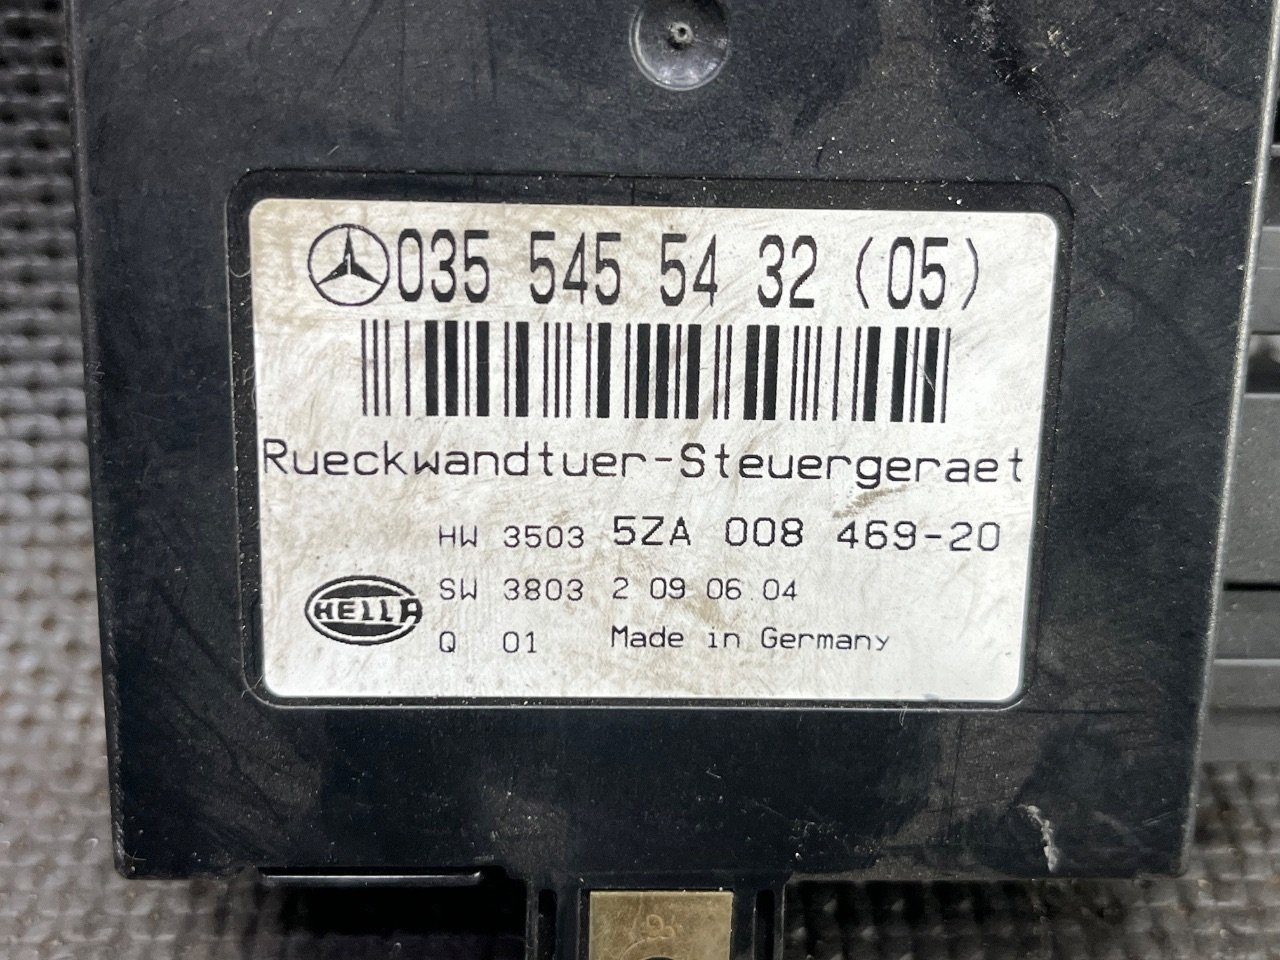 035 545 54 32 (05)
Rueckwandtuer-Steuergeraet
HW 3503 5ZA 008 469-20
SW 3803 2 09 06 04
Q 01 Made in Germany
HELLA